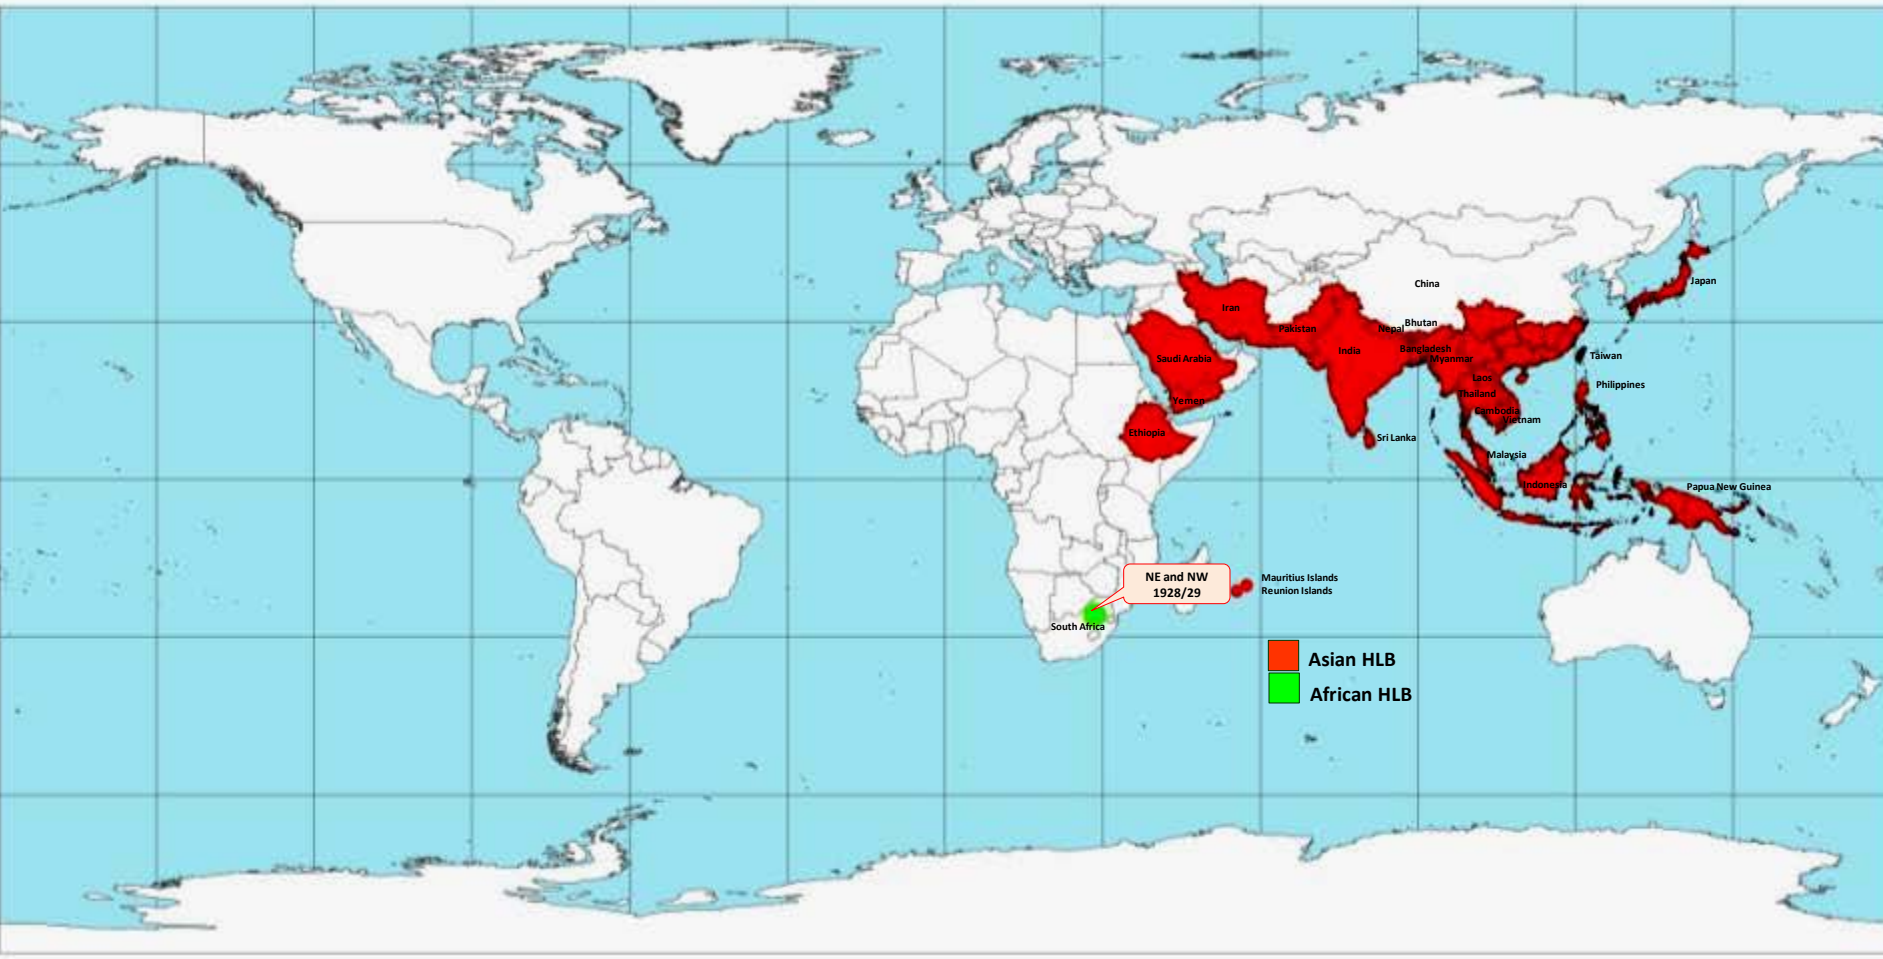 China
Japan
Iran
Bhutan
Pakistan
Nepal
India
Bangladesh
Myanmar
Taiwan
Saudi Arabia
Laos
Philippines
Thailand
Yemen
Cambodia
Vietnam
Ethiopia
Sri Lanka
Malaysia
Indonesia
Papua New Guinea
NE and NW
1928/29
Mauritius Islands
Reunion Islands
South Africa
Asian HLB
African HLB